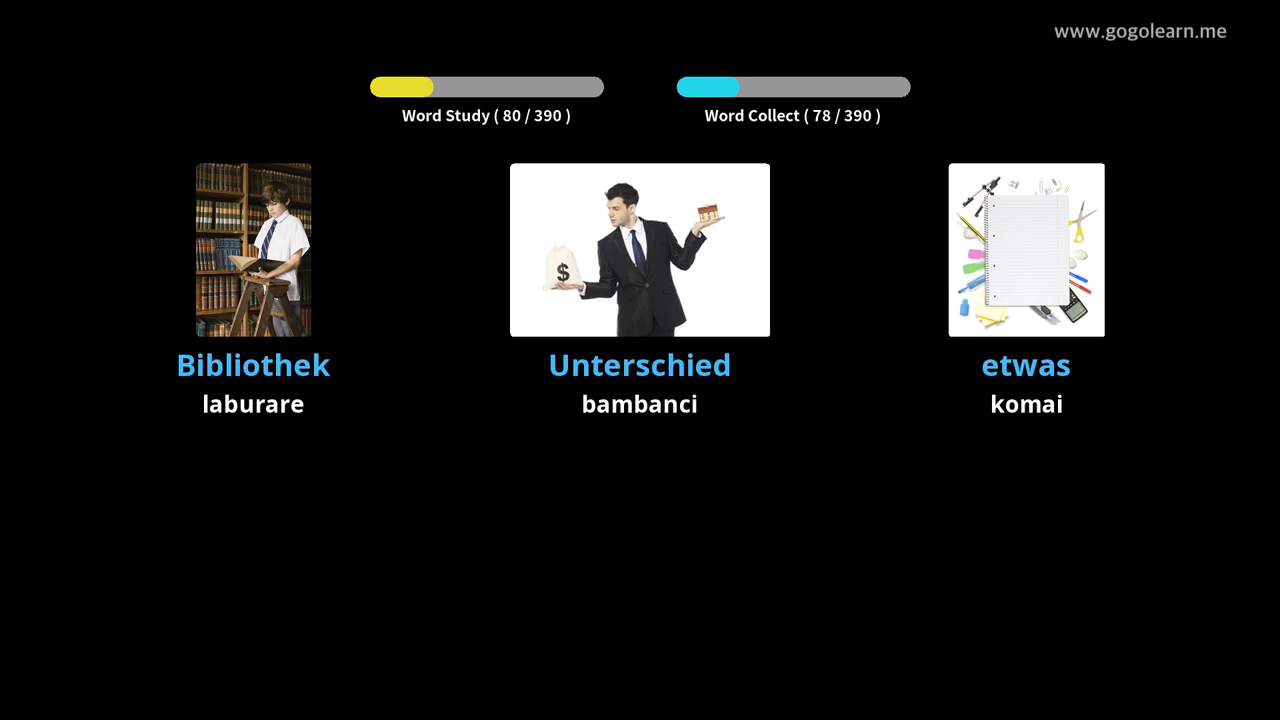 www.gogolearn.me
Word Study ( 80 / 390 )
Word Collect ( 78 / 390 )
$
Bibliothek
Unterschied
etwas
laburare
bambanci
komai